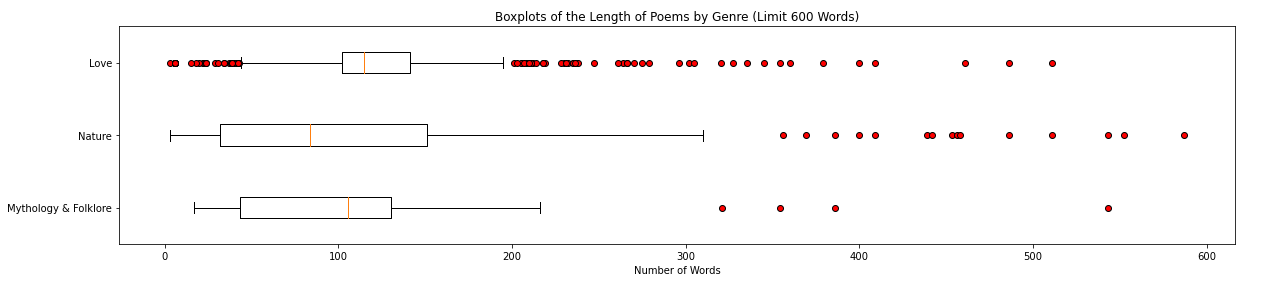 Boxplots of the Length of Poems by Genre (Limit 600 Words)
Love
Nature
Mythology & Folklore
0 100 200 300 400 500 600
Number of Words